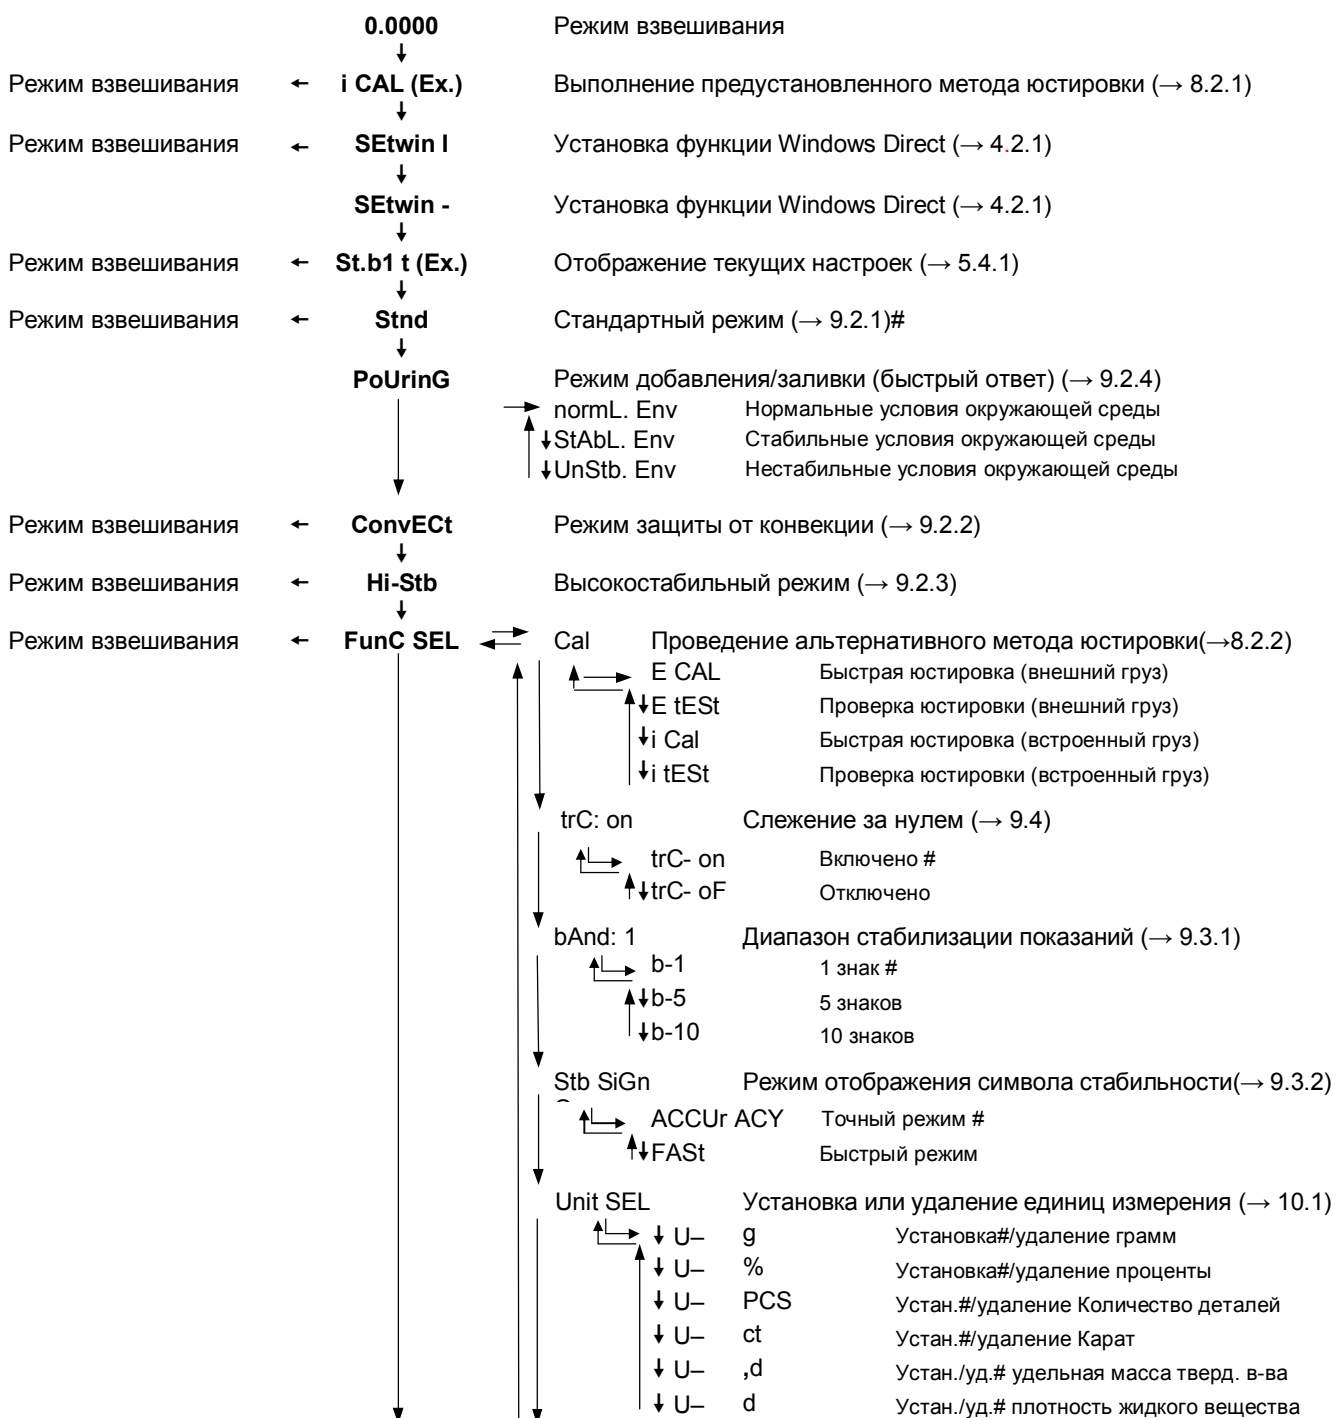 0.0000 Режим взвешивания
Режим взвешивания ← i CAL (Ex.) Выполнение предустановленного метода юстировки (→ 8.2.1)
Режим взвешивания ← SEtwin I Установка функции Windows Direct (→ 4.2.1)
SEtwin - Установка функции Windows Direct (→ 4.2.1)
Режим взвешивания ← St.b1 t (Ex.) Отображение текущих настроек (→ 5.4.1)
Режим взвешивания ← Stnd Стандартный режим (→ 9.2.1)#
PoUrinG Режим добавления/заливки (быстрый ответ) (→ 9.2.4)
normL. Env Нормальные условия окружающей среды
StAbL. Env Стабильные условия окружающей среды
UnStb. Env Нестабильные условия окружающей среды
Режим взвешивания ← ConvECt Режим защиты от конвекции (→ 9.2.2)
Режим взвешивания ← Hi-Stb Высокостабильный режим (→ 9.2.3)
Режим взвешивания ← FunC SEL Cal Проведение альтернативного метода юстировки(→8.2.2)
E CAL Быстрая юстировка (внешний груз)
E tESt Проверка юстировки (внешний груз)
i Cal Быстрая юстировка (встроенный груз)
i tESt Проверка юстировки (встроенный груз)
trC: on Слежение за нулем (→ 9.4)
trC- on Включено #
trC- oF Отключено
bAnd: 1 Диапазон стабилизации показаний (→ 9.3.1)
b-1 1 знак #
b-5 5 знаков
b-10 10 знаков
Stb SiGn Режим отображения символа стабильности(→ 9.3.2)
ACCUr ACY Точный режим #
FASt Быстрый режим
Unit SEL Установка или удаление единиц измерения (→ 10.1)
U– g Установка#/удаление грамм
U– % Установка#/удаление проценты
U– PCS Устан.#/удаление Количество деталей
U– ct Устан.#/удаление Карат
U– ,d Устан./уд.# удельная масса тверд. в-ва
U– d Устан./уд.# плотность жидкого вещества